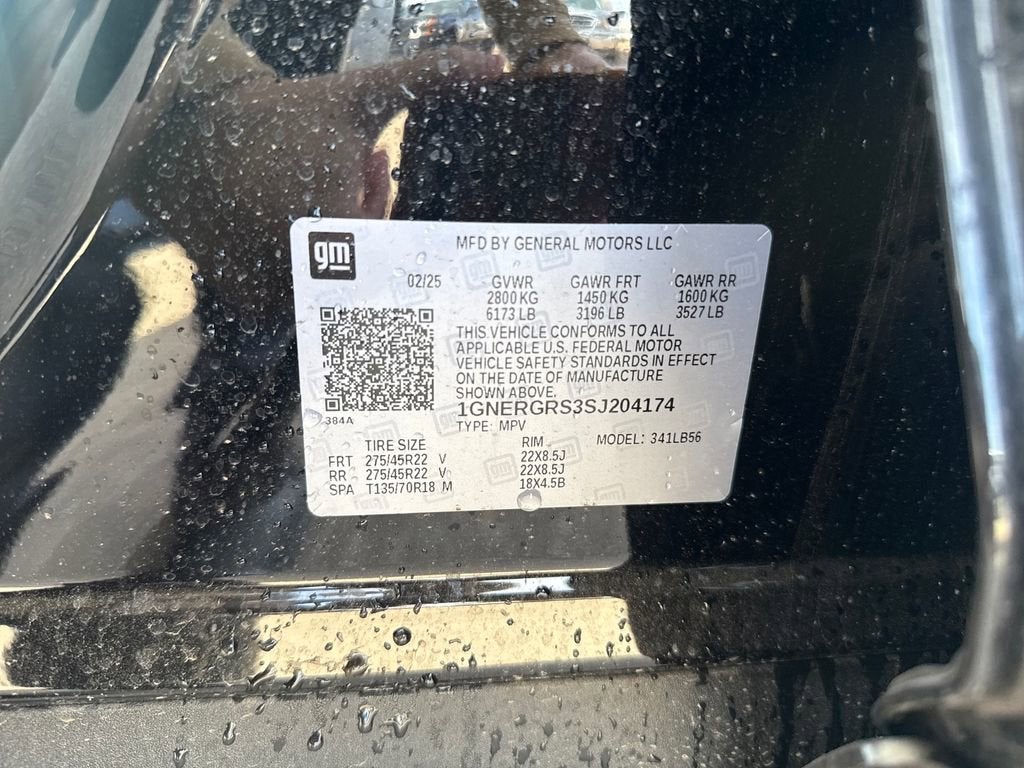 gm
MFD BY GENERAL MOTORS LLC
02/25 GVWR GAWR FRT GAWR RR
2800 KG 1450 KG 1600 KG
6173 LB 3196 LB 3527 LB
THIS VEHICLE CONFORMS TO ALL
APPLICABLE U.S. FEDERAL MOTOR
VEHICLE SAFETY STANDARDS IN EFFECT
ON THE DATE OF MANUFACTURE
SHOWN ABOVE.
1GNERGRS3SJ204174
384A
TYPE: MPV
MODEL: 341LB56
TIRE SIZE RIM
FRT 275/45R22 V 22X8.5J
RR 275/45R22 V 22X8.5J
SPA T135/70R18 M 18X4.5B